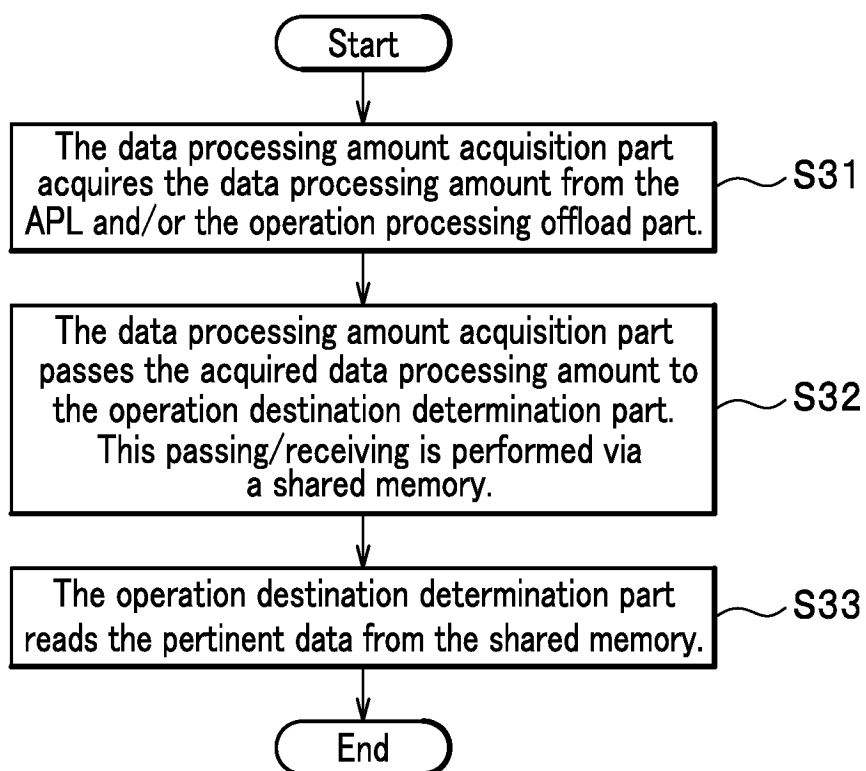 Start
The data processing amount acquisition part
acquires the data processing amount from the
APL and/or the operation processing offload part.
S31
The data processing amount acquisition part
passes the acquired data processing amount to
the operation destination determination part.
This passing/receiving is performed via
a shared memory.
S32
The operation destination determination part
reads the pertinent data from the shared memory.
S33
End